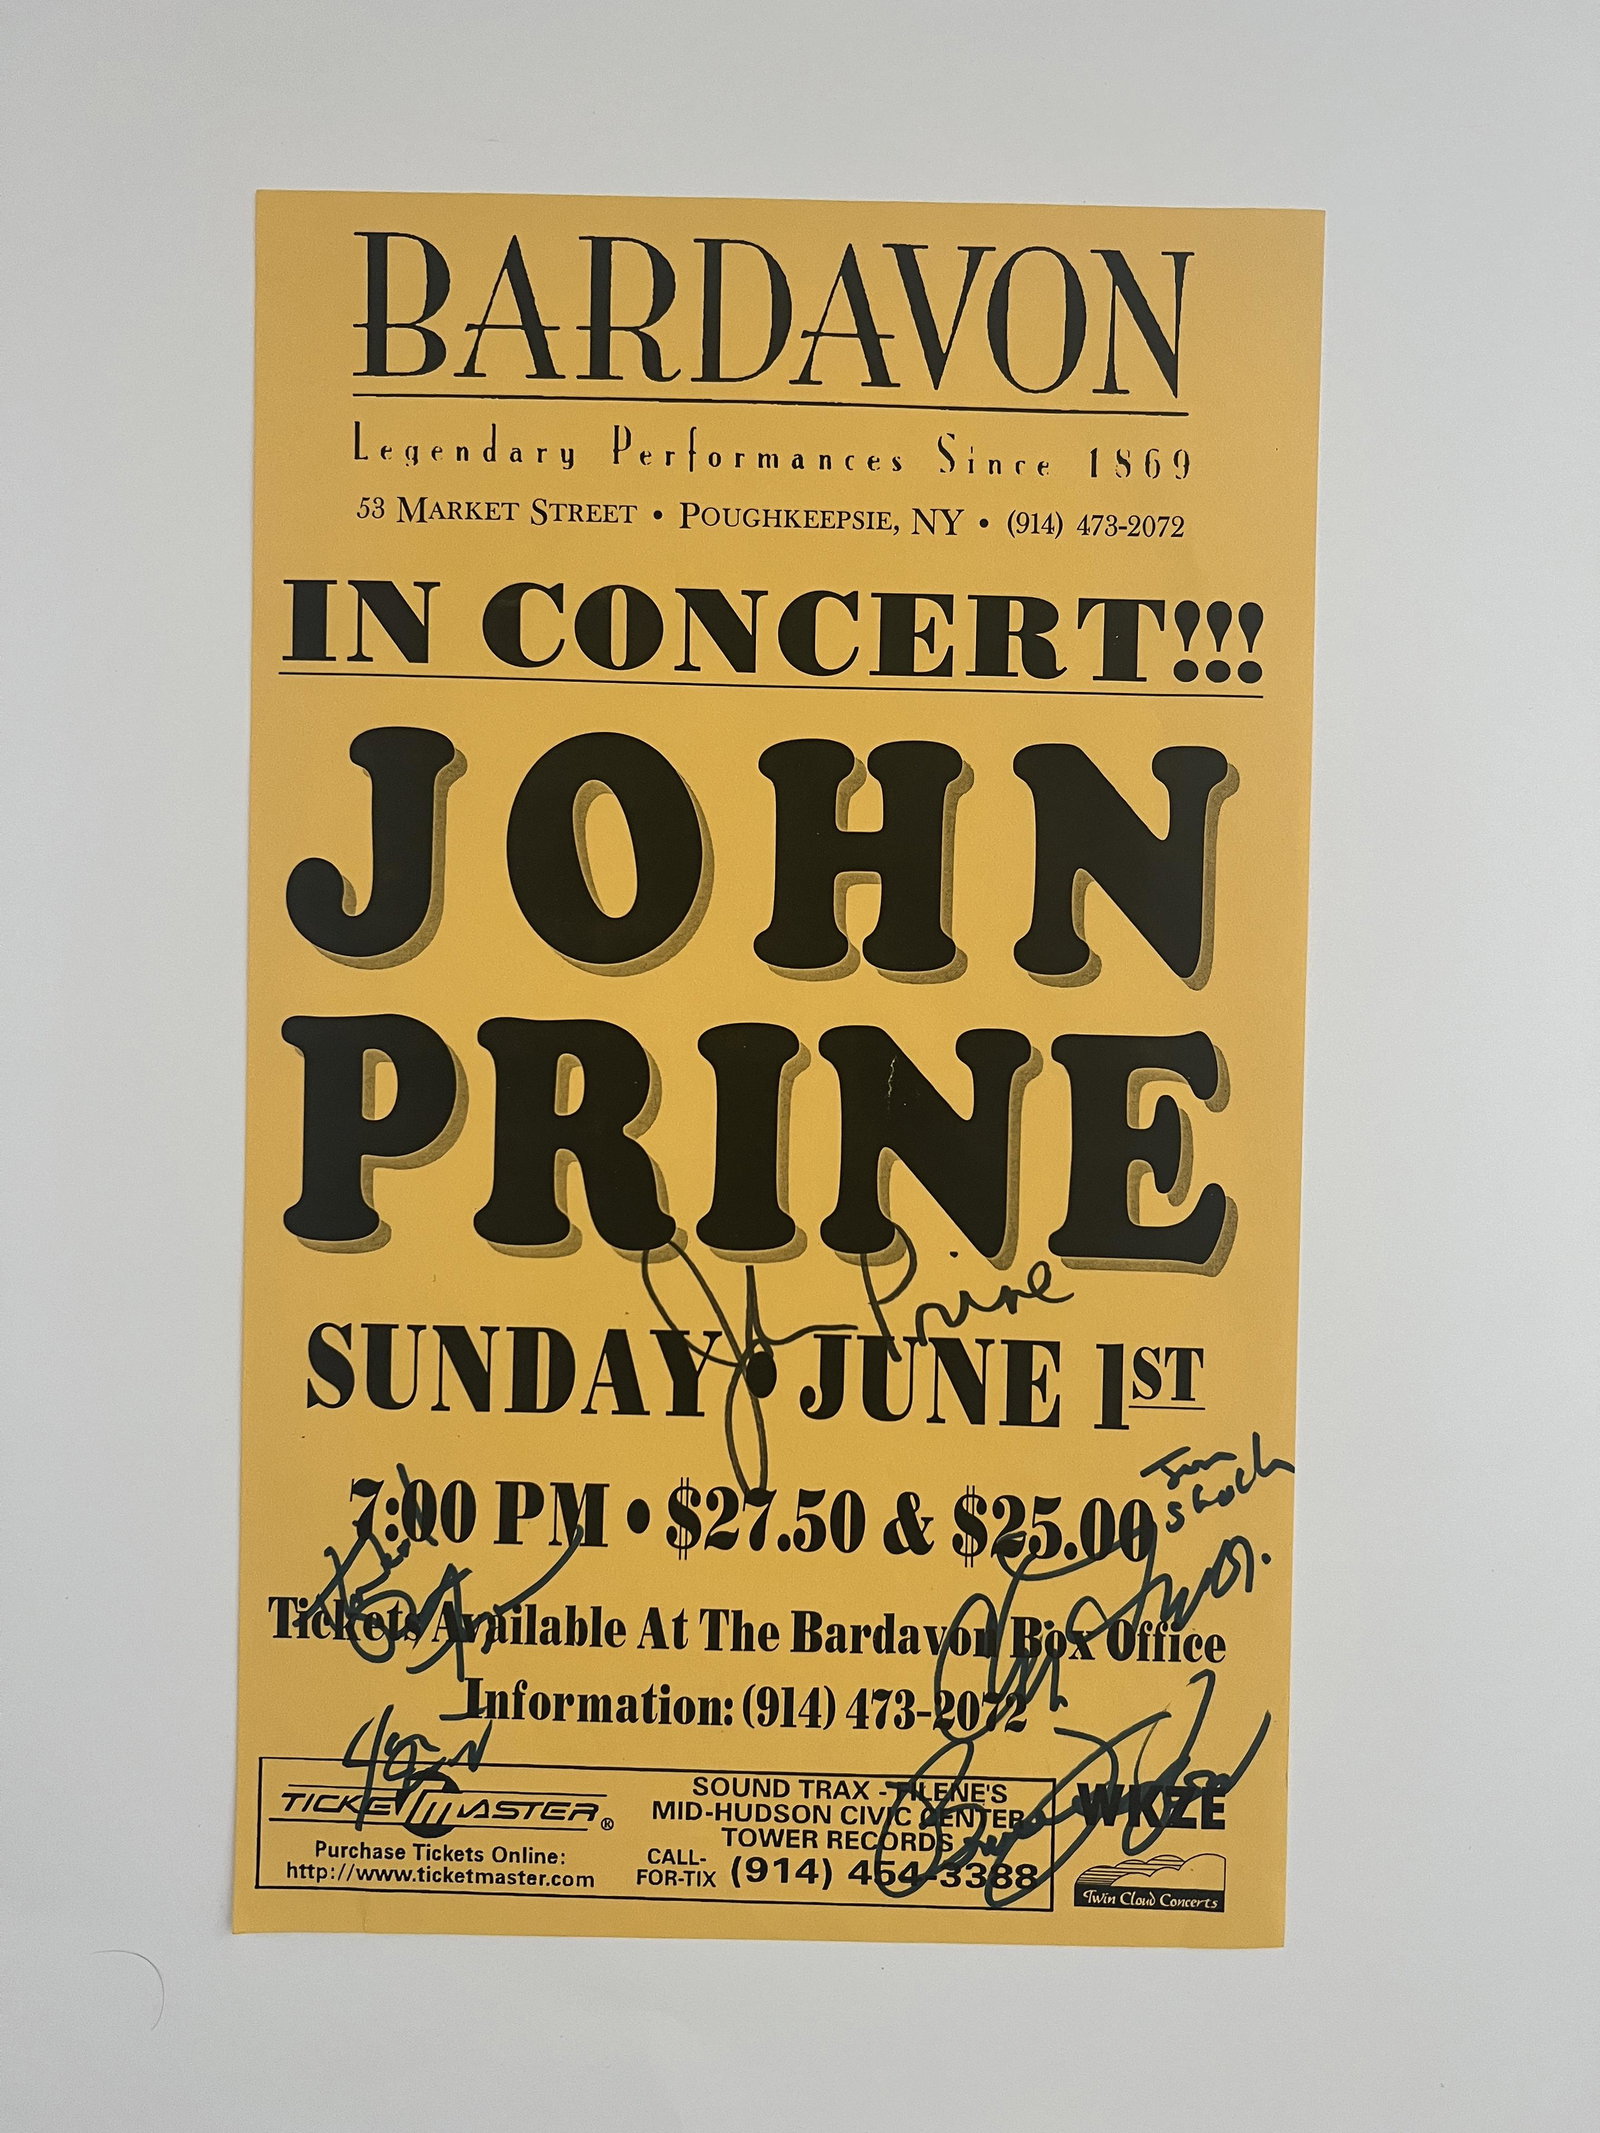 BARDAVON
Legendary Performances Since 1869
53 MARKET STREET • POUGHKEEPSIE, NY • (914) 473-2072
IN CONCERT!!!
JOHN
PRINE
John Prine
SUNDAY • JUNE 1ST
Jim
7:00 PM • $27.50 & $25.00
Tickets Available At The Bardavon Box Office
Information: (914) 473-2072
TICKETMASTER®
Purchase Tickets Online:
http://www.ticketmaster.com
SOUND TRAX - FILENE'S
MID-HUDSON CIVIC CENTER
TOWER RECORDS
CALL-FOR-TIX (914) 454-3388
WKZE
Twin Cloud Concerts